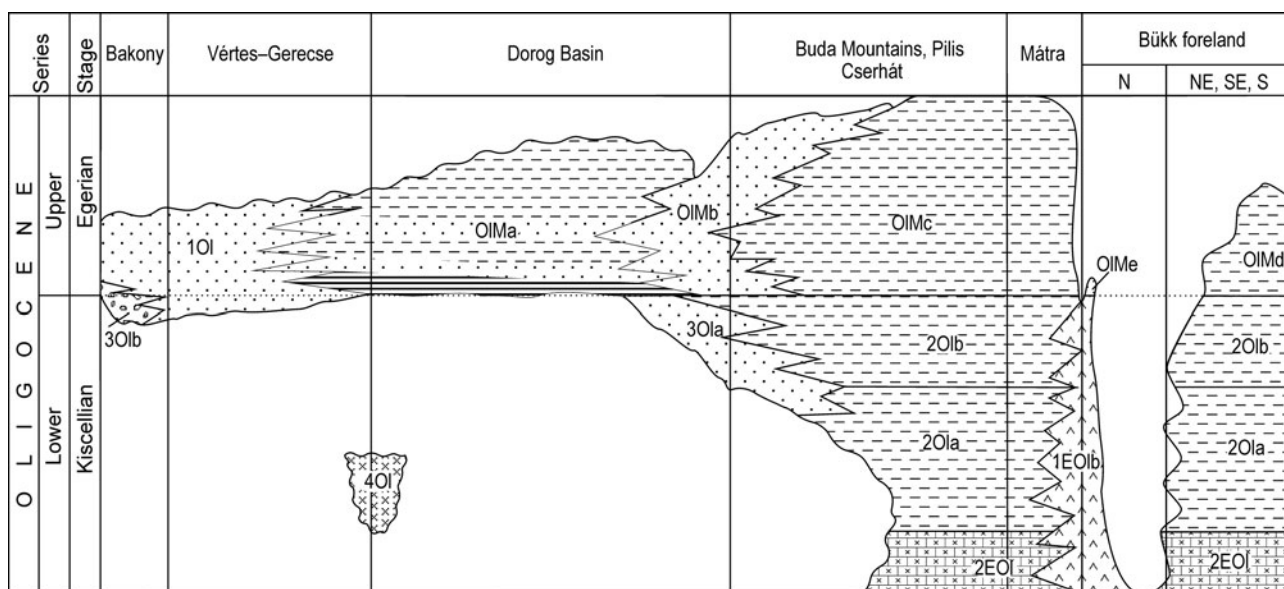 Series
Stage
Bakony
Vértes–Gerecse
Dorog Basin
Buda Mountains, Pilis
Cserhát
Mátra
Bükk foreland
N
NE, SE, S
OLIGOCENE
Upper
Egerian
Lower
Kiscellian
1Ol
3Olb
4Ol
OlMa
OlMb
OlMc
OlMe
OlMd
3Ola
2Olb
2Olb
2Ola
1EOlb
2Ola
2EOl
2EOl